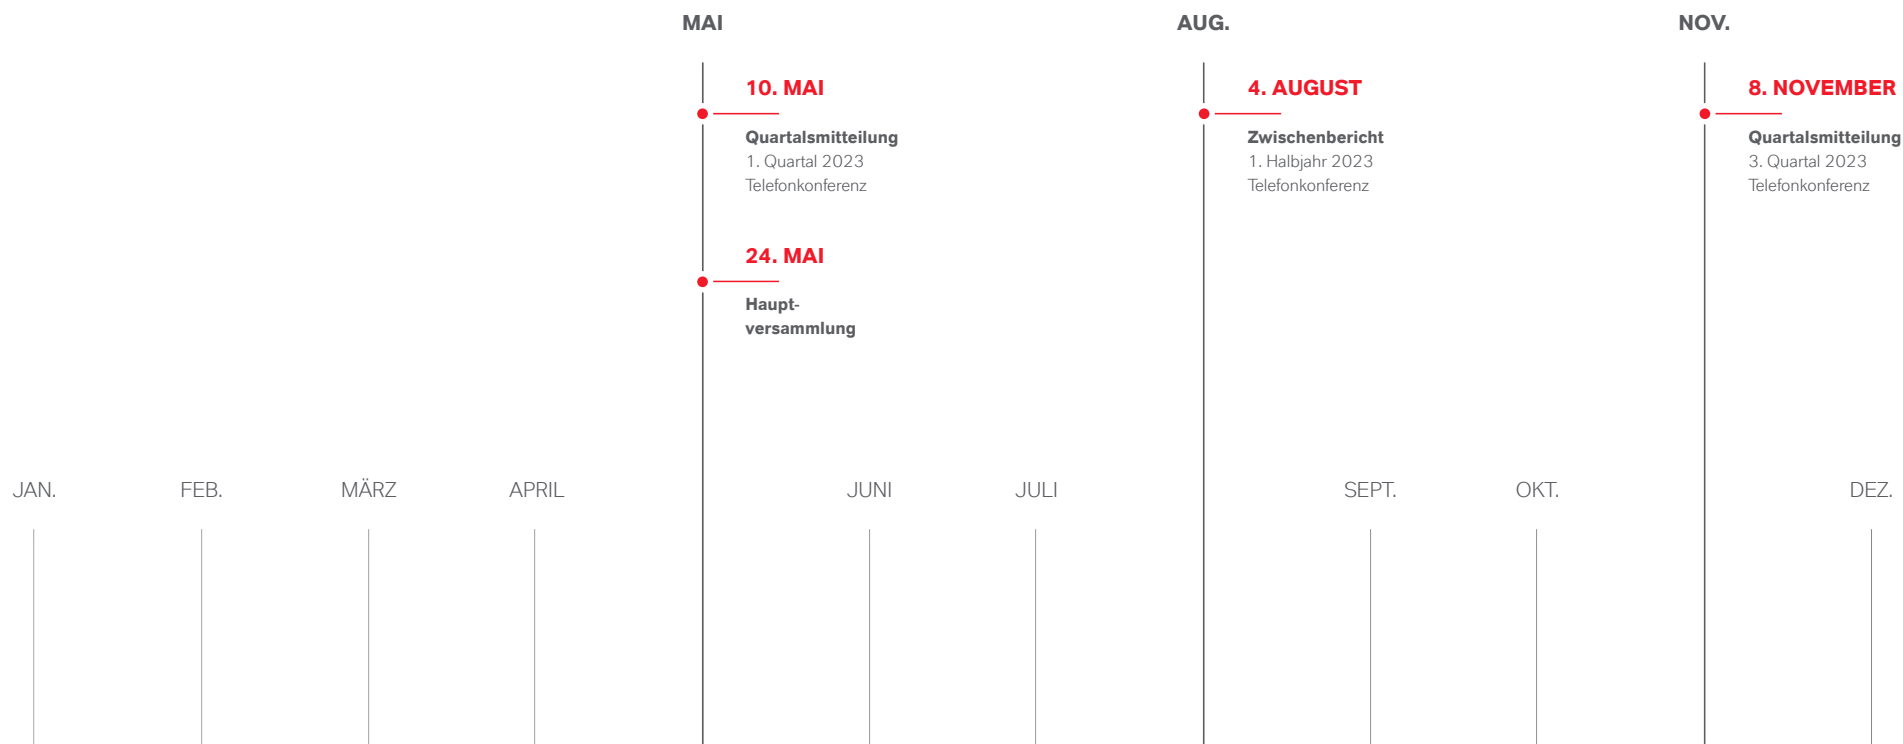 MAI
10. MAI
Quartalsmitteilung
1. Quartal 2023
Telefonkonferenz
24. MAI
Haupt-
versammlung
AUG.
4. AUGUST
Zwischenbericht
1. Halbjahr 2023
Telefonkonferenz
NOV.
8. NOVEMBER
Quartalsmitteilung
3. Quartal 2023
Telefonkonferenz
JAN.
FEB.
MÄRZ
APRIL
JUNI
JULI
SEPT.
OKT.
DEZ.